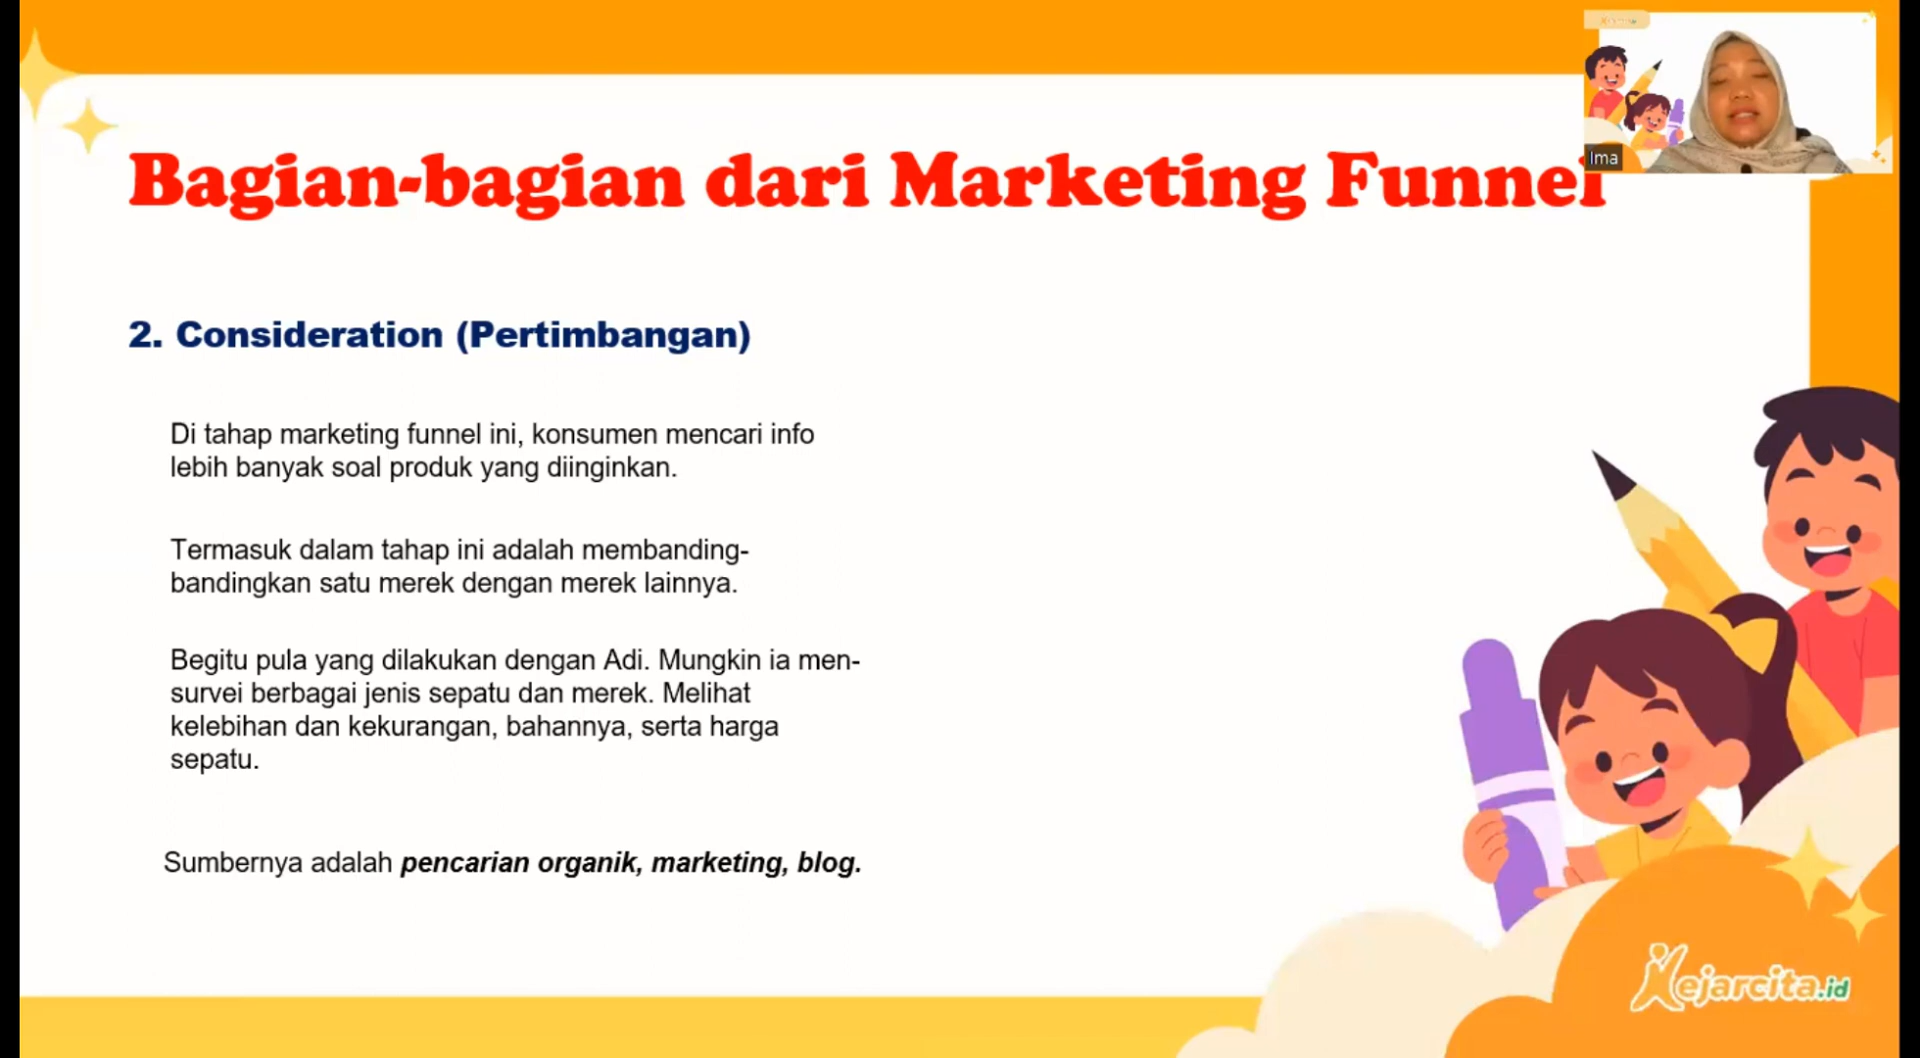 Bagian-bagian dari Marketing Funnel
Ima
2. Consideration (Pertimbangan)
Di tahap marketing funnel ini, konsumen mencari info
lebih banyak soal produk yang diinginkan.
Termasuk dalam tahap ini adalah membanding-
bandingkan satu merek dengan merek lainnya.
Begitu pula yang dilakukan dengan Adi. Mungkin ia men-
survei berbagai jenis sepatu dan merek. Melihat
kelebihan dan kekurangan, bahannya, serta harga
sepatu.
Sumbernya adalah pencarian organik, marketing, blog.
Kejarcita.id